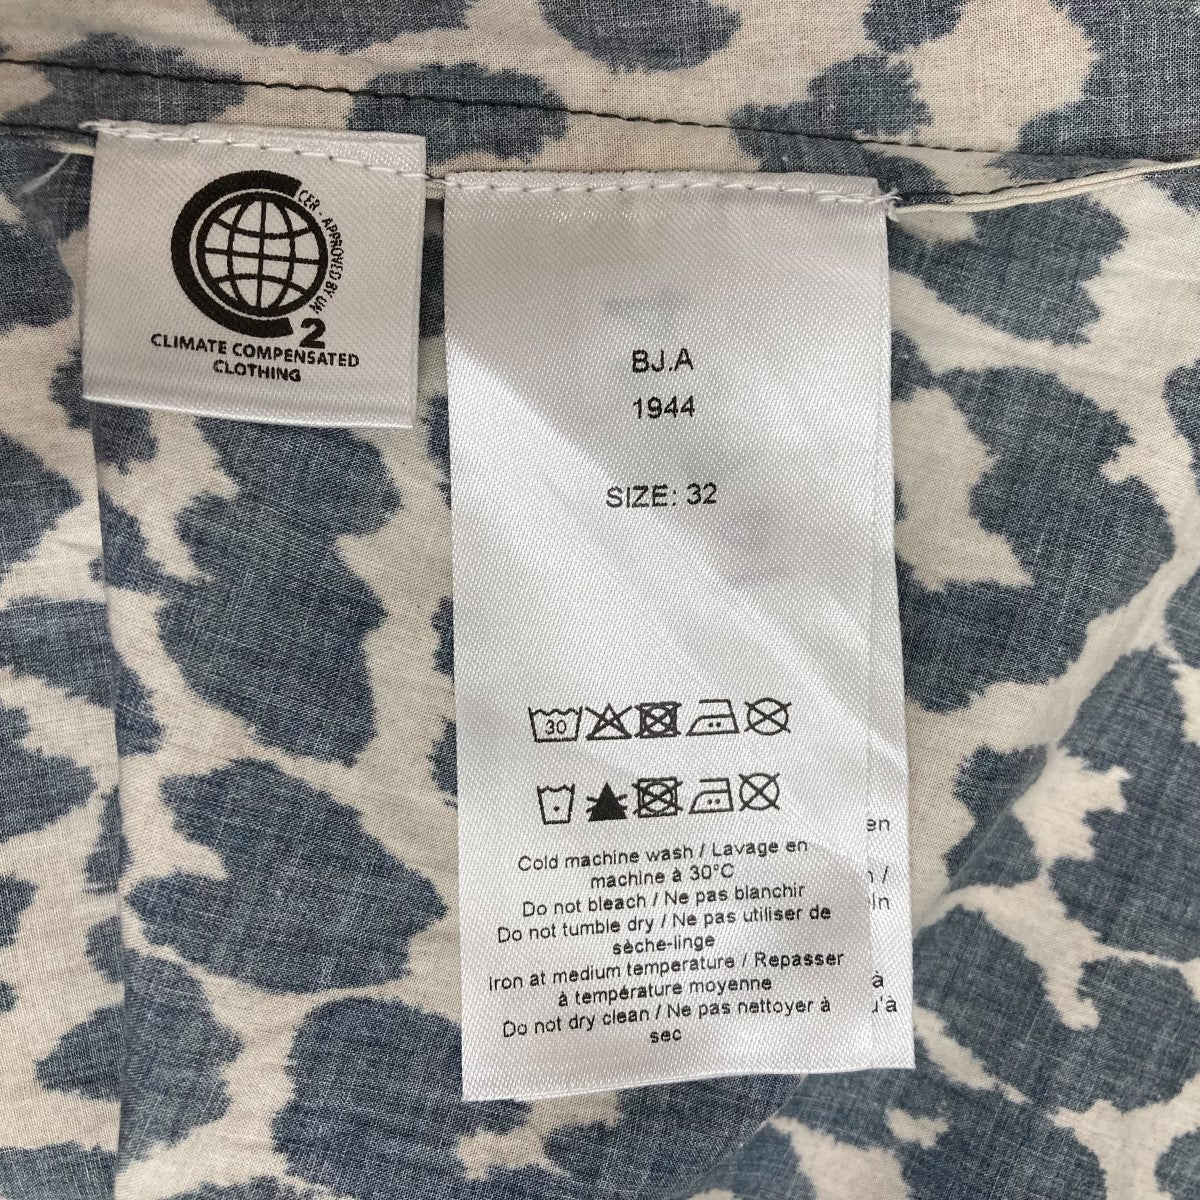 CER - APPROVED BY UN
2
CLIMATE COMPENSATED
CLOTHING
BJ.A
1944
SIZE: 32
30
Cold machine wash / Lavage en
machine à 30°C
Do not bleach / Ne pas blanchir
Do not tumble dry / Ne pas utiliser de
sèche-linge
Iron at medium temperature / Repasser
à température moyenne
Do not dry clean / Ne pas nettoyer à
sec
en
/
eln
à
u'à